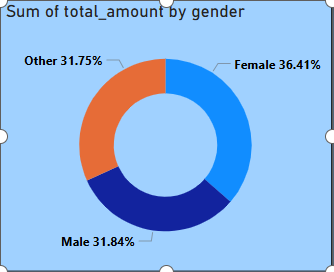 Sum of total_amount by gender
Other 31.75%
Female 36.41%
Male 31.84%